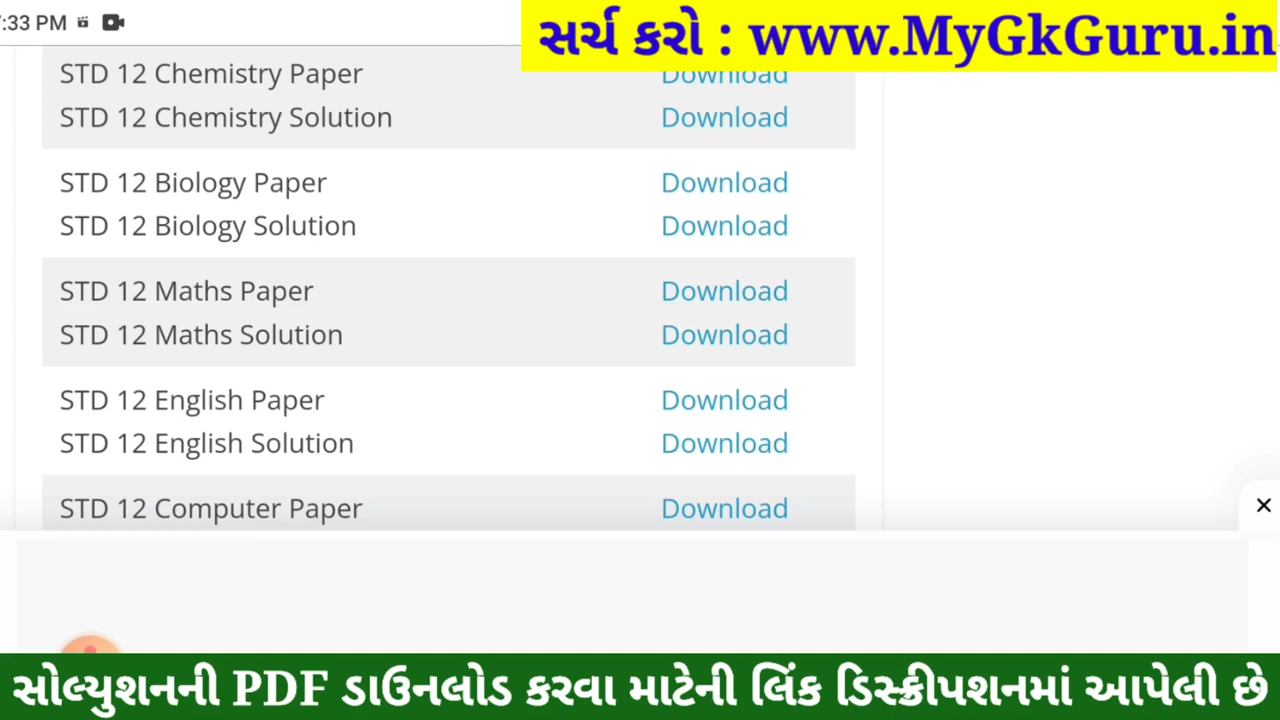 :33 PM
સર્ચ કરો : www.MyGkGuru.in
STD 12 Chemistry Paper Download
STD 12 Chemistry Solution Download
STD 12 Biology Paper Download
STD 12 Biology Solution Download
STD 12 Maths Paper Download
STD 12 Maths Solution Download
STD 12 English Paper Download
STD 12 English Solution Download
STD 12 Computer Paper Download
સોલ્યુશનની PDF ડાઉનલોડ કરવા માટેની લિંક ડિસ્ક્રીપશનમાં આપેલી છે